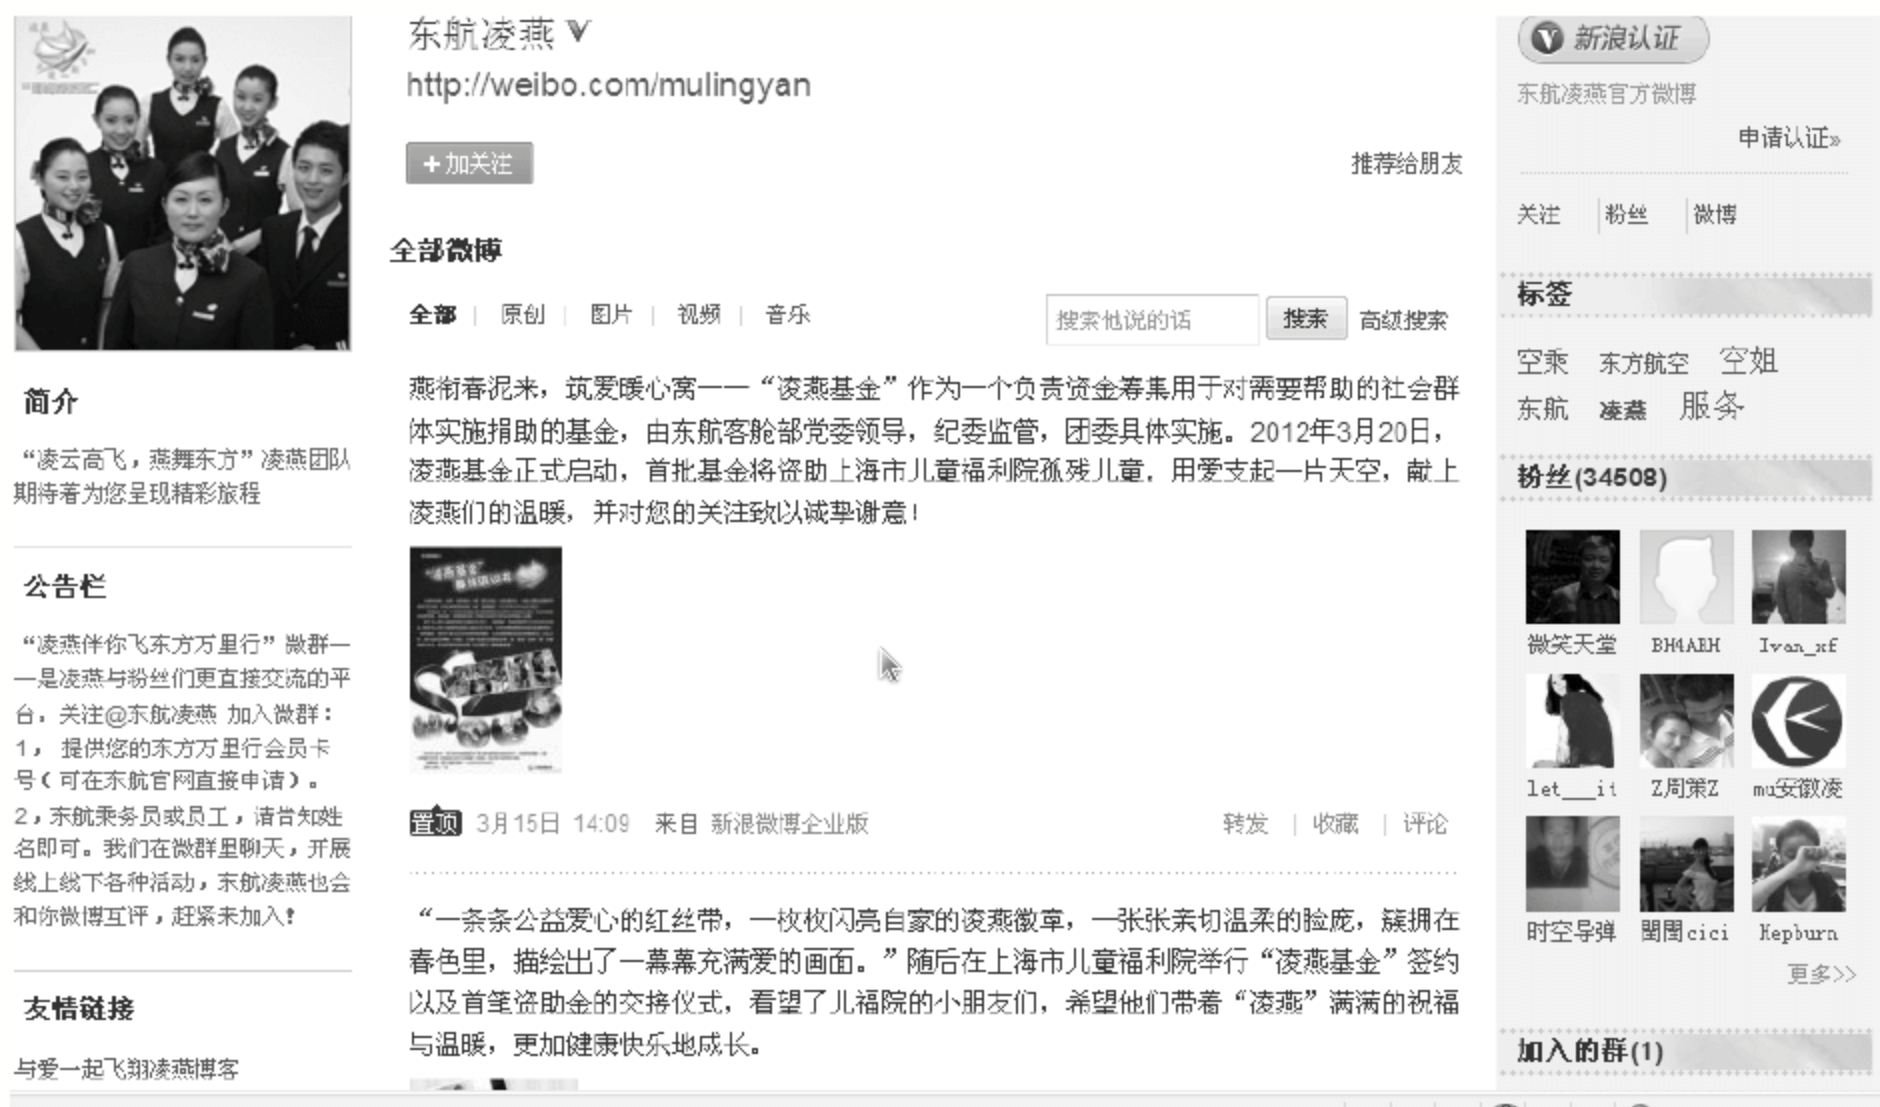 东航凌燕 V
http://weibo.com/mulingyan
+加关注
推荐给朋友
全部微博
全部 | 原创 | 图片 | 视频 | 音乐
搜索他说的话 搜索 高级搜索
燕衔春泥来，筑爱暖心窝一一“凌燕基金”作为一个负责资金筹集用于对需要帮助的社会群
体实施捐助的基金，由东航客舱部党委领导，纪委监管，团委具体实施。2012年3月20日，
凌燕基金正式启动，首批基金将资助上海市儿童福利院孤残儿童。用爱支起一片天空，献上
凌燕们的温暖，并对您的关注致以诚挚谢意！
置顶 3月15日 14:09 来自 新浪微博企业版
转发 | 收藏 | 评论
“一条条公益爱心的红丝带，一枚枚闪亮自家的凌燕徽章，一张张亲切温柔的脸庞，簇拥在
春色里，描绘出了一幕幕充满爱的画面。”随后在上海市儿童福利院举行“凌燕基金”签约
以及首笔资助金的交接仪式，看望了儿福院的小朋友们，希望他们带着“凌燕”满满的祝福
与温暖，更加健康快乐地成长。
简介
“凌云高飞，燕舞东方”凌燕团队
期待着为您呈现精彩旅程
公告栏
“凌燕伴你飞东方万里行”微群一
一是凌燕与粉丝们更直接交流的平
台。关注@东航凌燕 加入微群：
1， 提供您的东方万里行会员卡
号（可在东航官网直接申请）。
2，东航乘务员或员工，请告知姓
名即可。我们在微群里聊天，开展
线上线下各种活动，东航凌燕也会
和你微博互评，赶紧来加入！
友情链接
与爱一起飞翔凌燕博客
V 新浪认证
东航凌燕官方微博
申请认证»
关注 | 粉丝 | 微博
标签
空乘 东方航空 空姐
东航 凌燕 服务
粉丝(34508)
微笑天堂 BH4AEH Ivan_xf
let___it Z周策Z mu安徽凌
时空导弹 閏閏cici Hepburn
更多>>
加入的群(1)